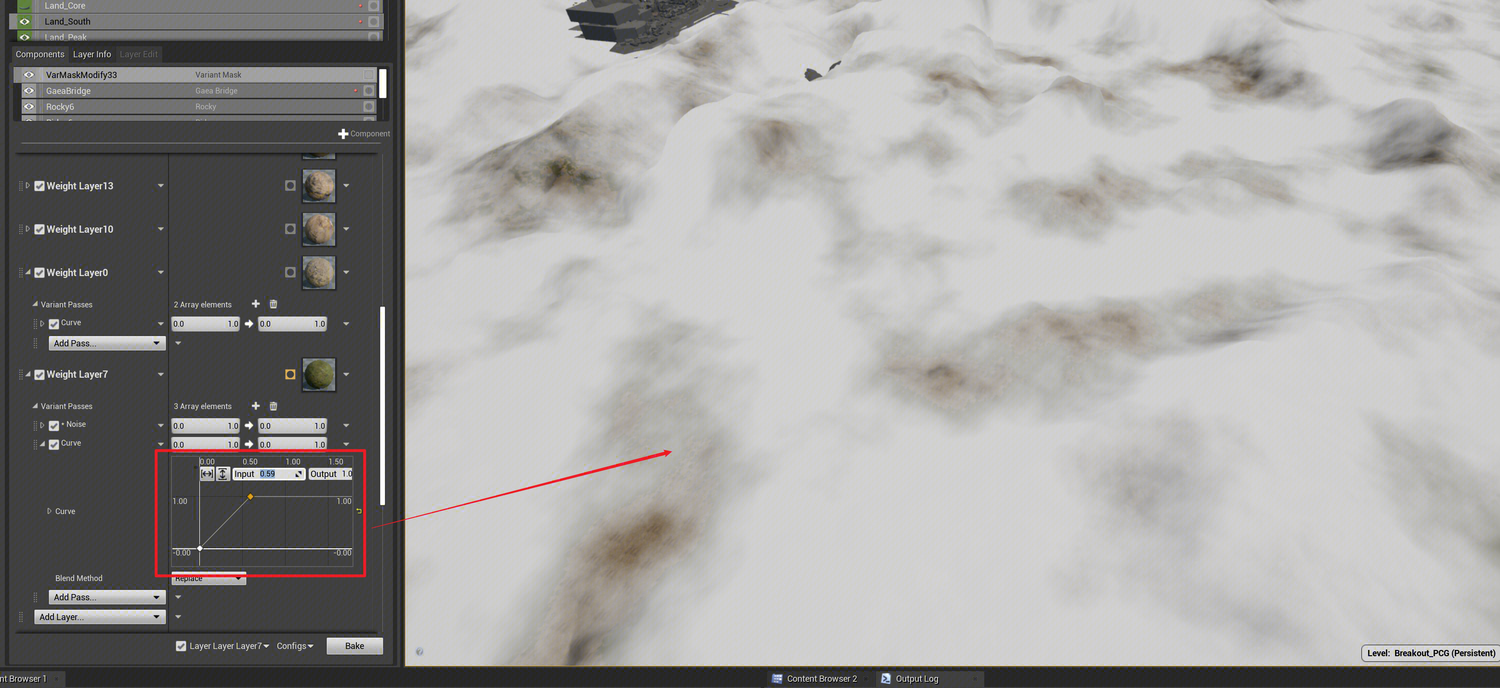 Land_Core
Land_South
Land_Peak
Components Layer Info Layer Edit
VarMaskModify33 Variant Mask
GaeaBridge Gaea Bridge
Rocky6 Rocky
Component
Weight Layer13
Weight Layer10
Weight Layer0
Variant Passes 2 Array elements
Curve 0.0 1.0 0.0 1.0
Add Pass...
Weight Layer7
Variant Passes 3 Array elements
• Noise 0.0 1.0 0.0 1.0
Curve 0.0 1.0 0.0 1.0
0.00 0.50 1.00 1.50
Input 0.59 Output 1.0
1.00 1.00
Curve
-0.00 -0.00
Blend Method Replace
Add Pass...
Add Layer...
Layer Layer Layer7 Configs Bake
Level: Breakout_PCG (Persistent)
nt Browser 1 Content Browser 2 Output Log